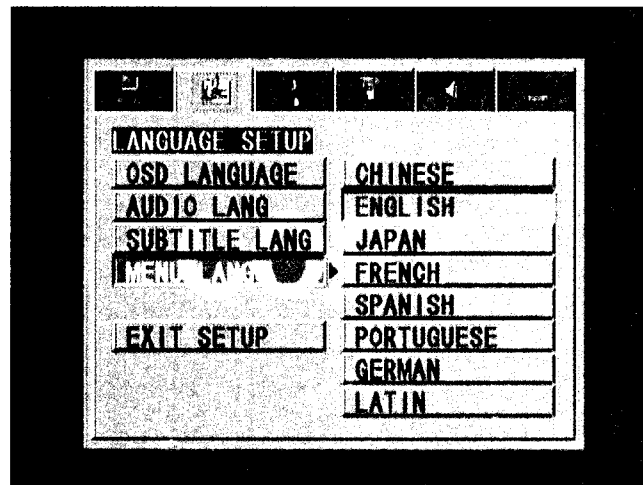 LANGUAGE SETUP
OSD LANGUAGE
AUDIO LANG
SUBTITLE LANG
MENU LANG
EXIT SETUP
CHINESE
ENGLISH
JAPAN
FRENCH
SPANISH
PORTUGUESE
GERMAN
LATIN